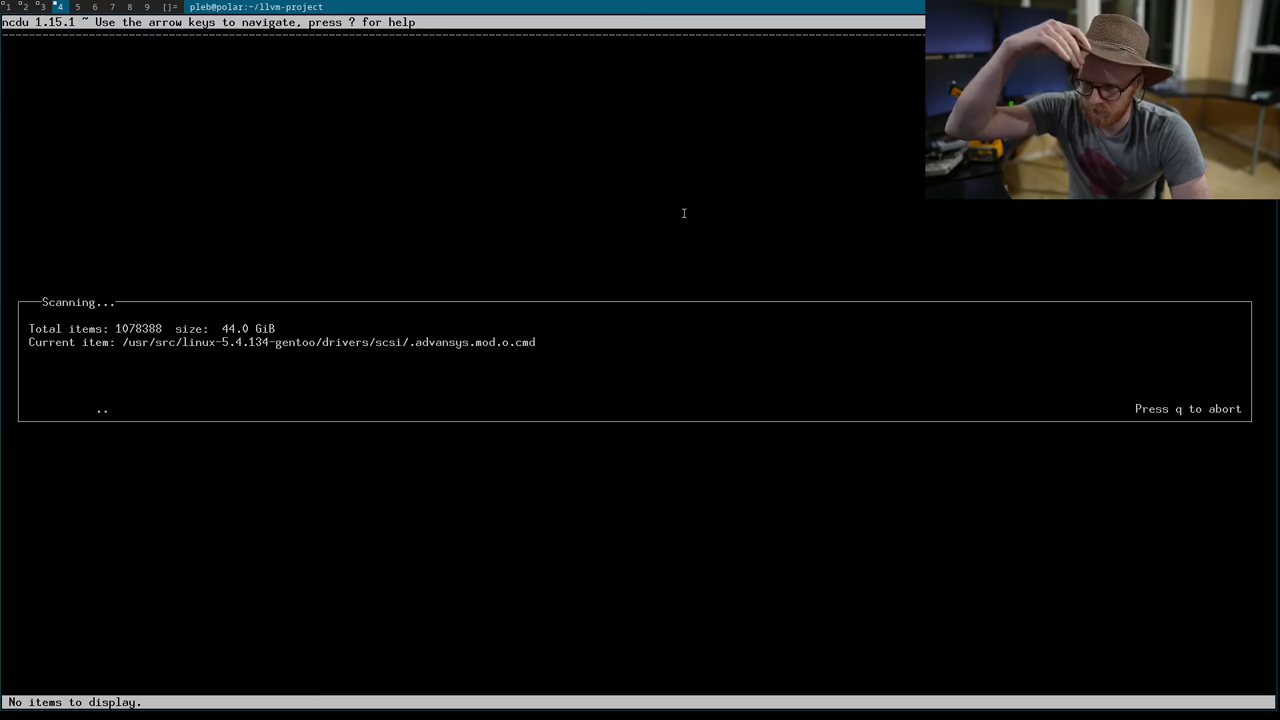 1 2 3 4 5 6 7 8 9 []= pleb@polar:~/llvm-project
ncdu 1.15.1 ~ Use the arrow keys to navigate, press ? for help
Scanning...
Total items: 1078388 size: 44.0 GiB
Current item: /usr/src/linux-5.4.134-gentoo/drivers/scsi/.advansys.mod.o.cmd
.. Press q to abort
No items to display.